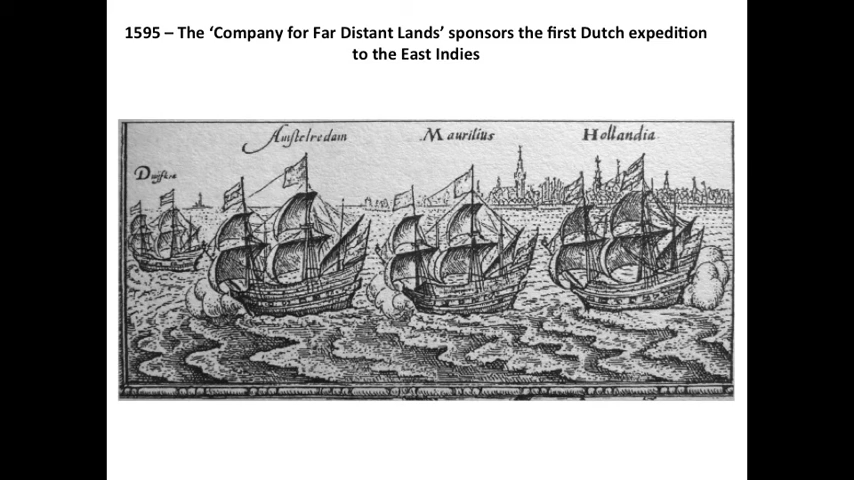 1595 – The ‘Company for Far Distant Lands’ sponsors the first Dutch expedition
to the East Indies
Amstelredam Mauritius Hollandia
Duifken